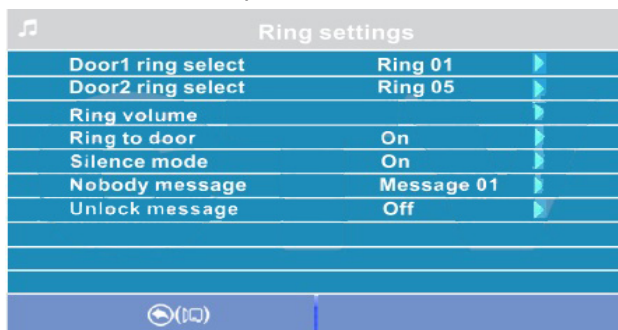 Ring settings
Door1 ring select Ring 01
Door2 ring select Ring 05
Ring volume
Ring to door On
Silence mode On
Nobody message Message 01
Unlock message Off